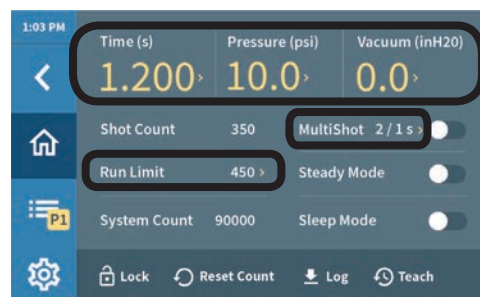 1:03 PM
Time (s) Pressure (psi) Vacuum (inH20)
1.200 10.0 0.0
Shot Count 350 MultiShot 2 / 1 s
Run Limit 450 Steady Mode
P1
System Count 90000 Sleep Mode
Lock Reset Count Log Teach